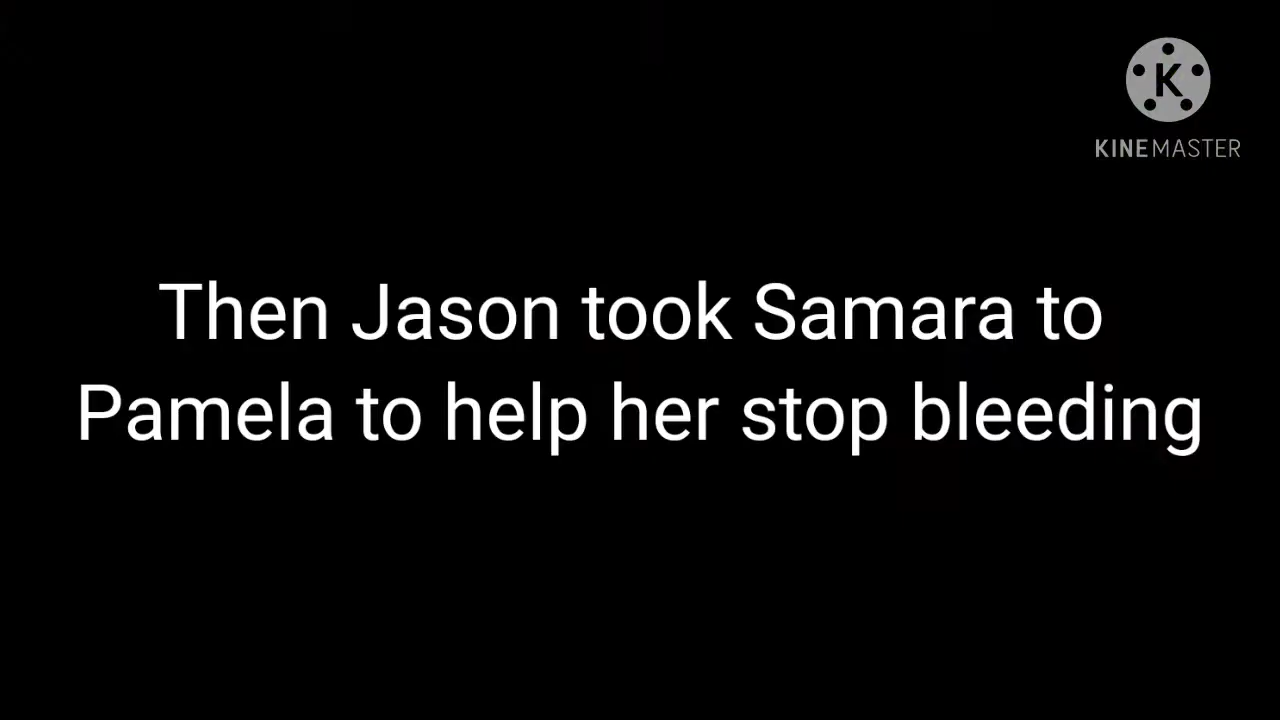 K
KINEMASTER
Then Jason took Samara to
Pamela to help her stop bleeding